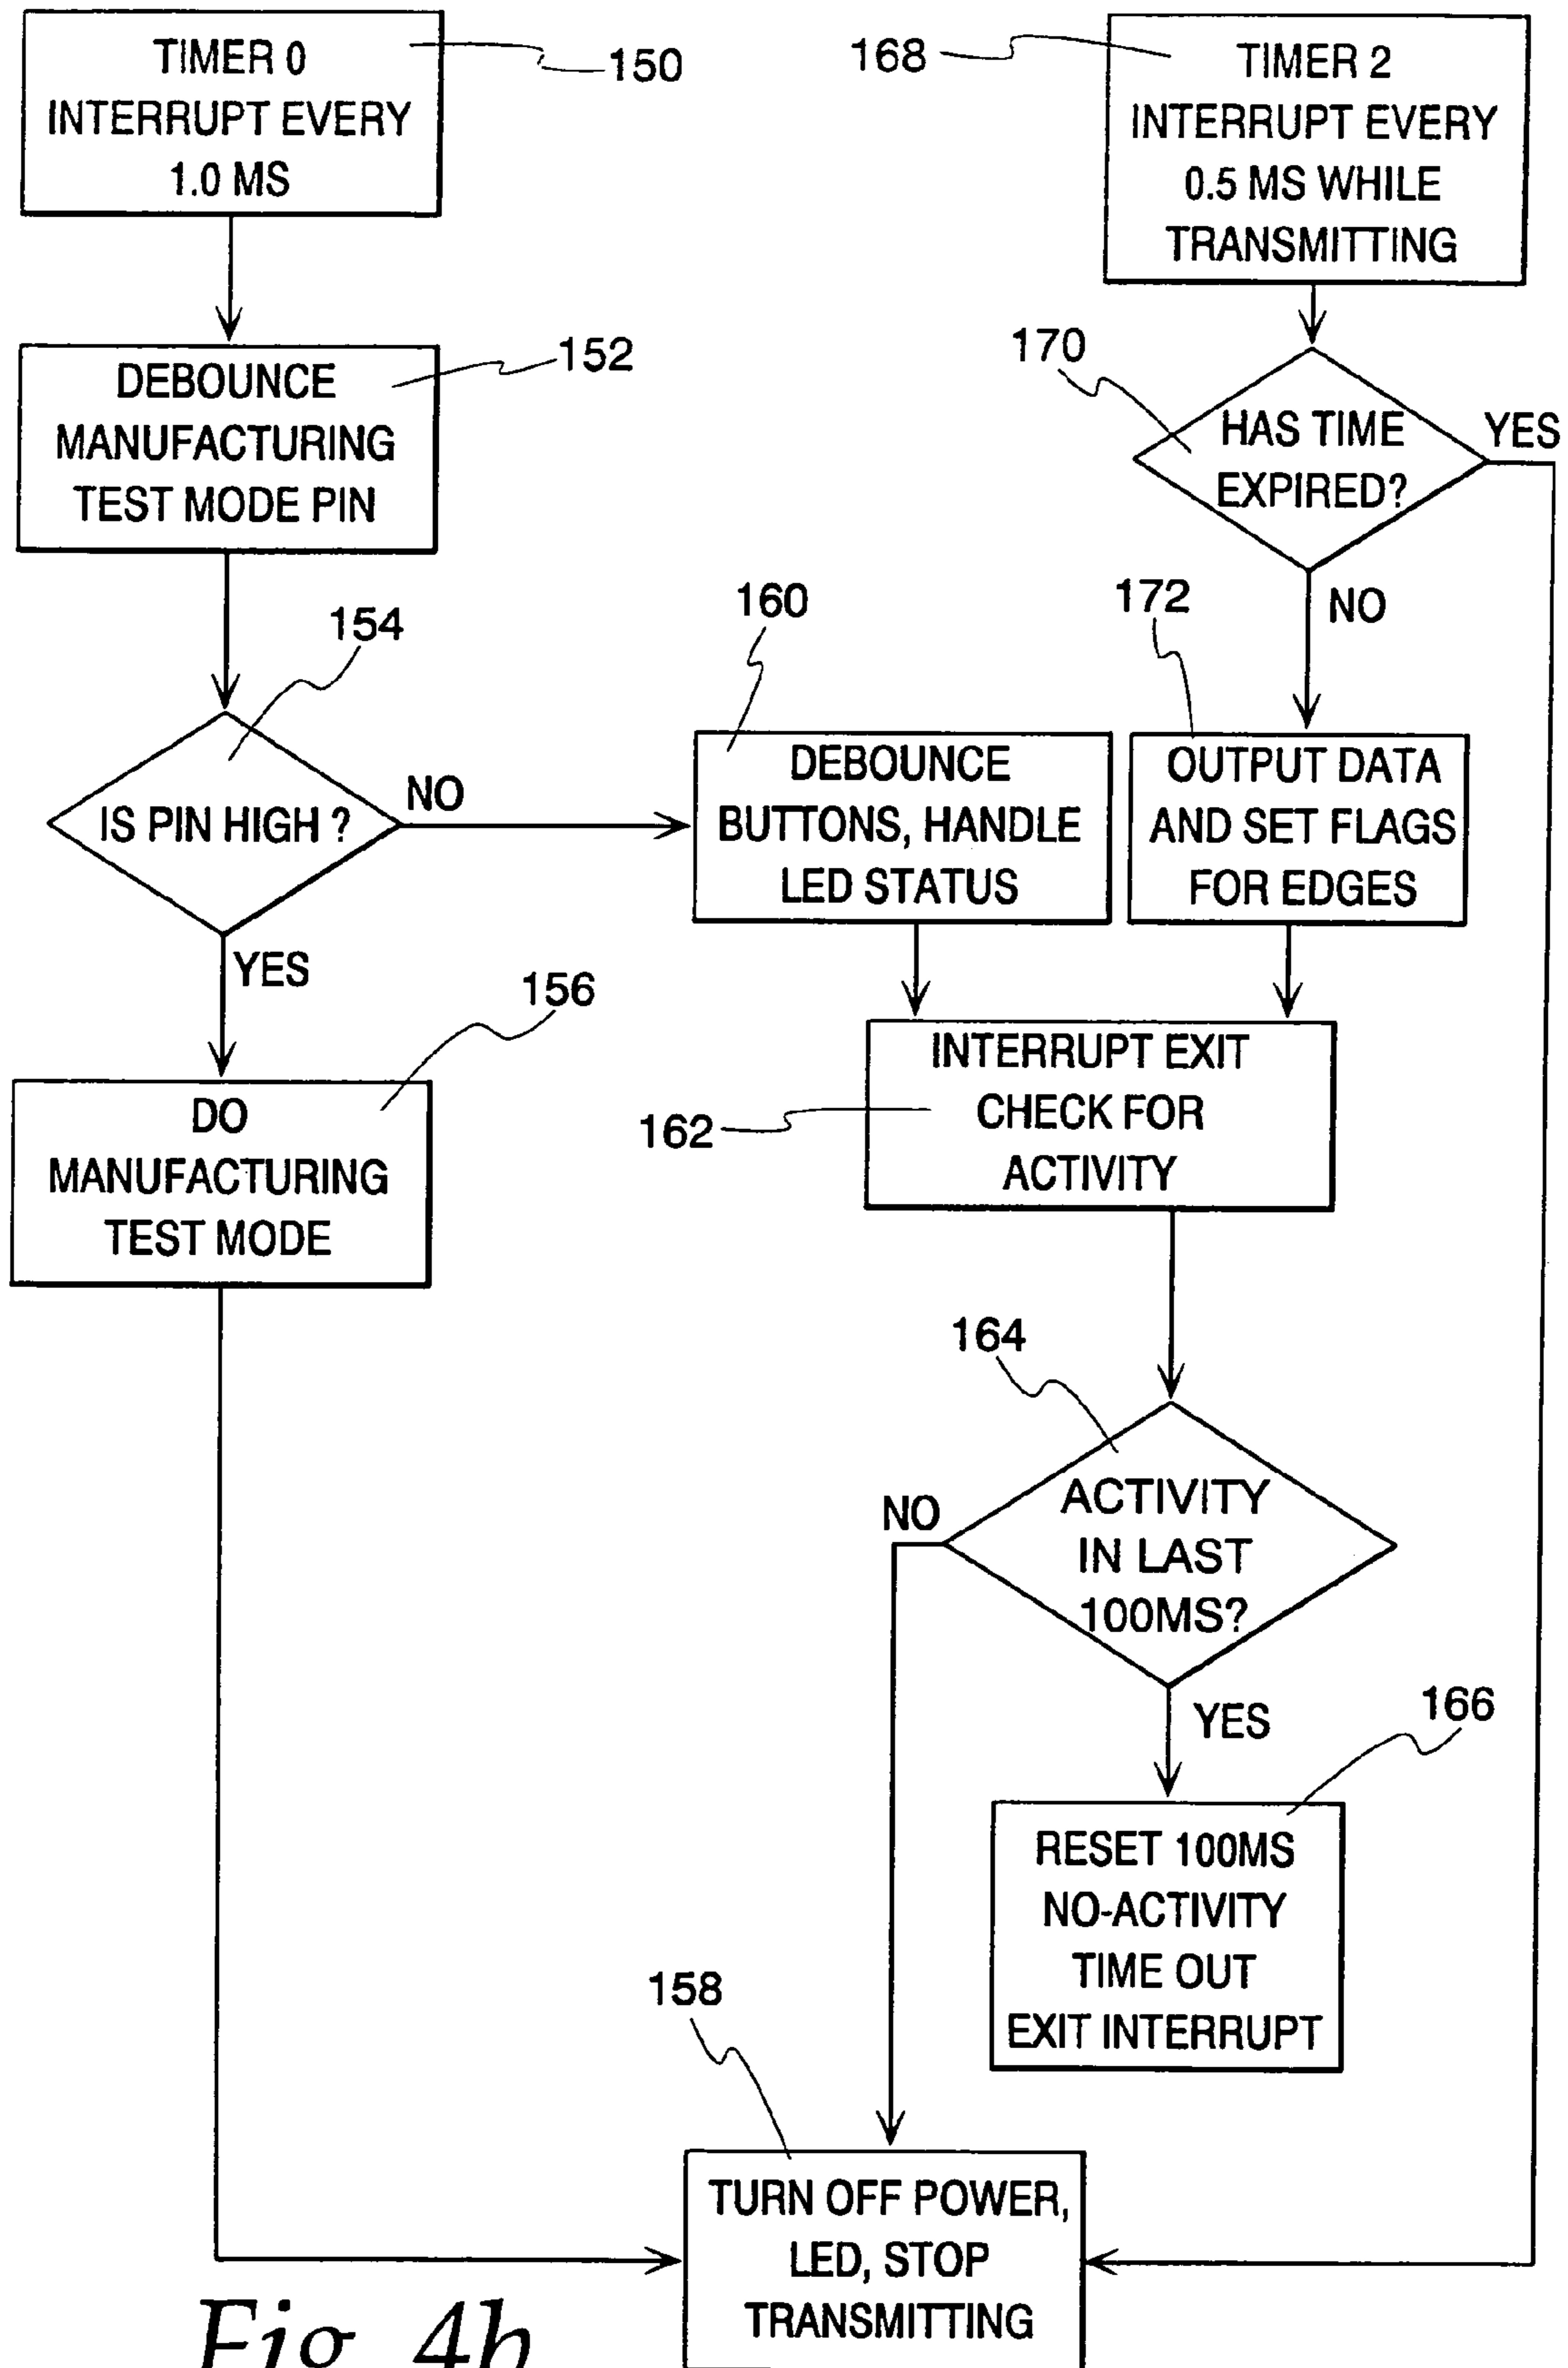 TIMER 0
INTERRUPT EVERY
1.0 MS
150
168
TIMER 2
INTERRUPT EVERY
0.5 MS WHILE
TRANSMITTING
DEBOUNCE
MANUFACTURING
TEST MODE PIN
152
170
HAS TIME
EXPIRED?
YES
NO
154
IS PIN HIGH ?
NO
YES
160
DEBOUNCE
BUTTONS, HANDLE
LED STATUS
172
OUTPUT DATA
AND SET FLAGS
FOR EDGES
156
DO
MANUFACTURING
TEST MODE
162
INTERRUPT EXIT
CHECK FOR
ACTIVITY
164
ACTIVITY
IN LAST
100MS?
NO
YES
166
RESET 100MS
NO-ACTIVITY
TIME OUT
EXIT INTERRUPT
158
TURN OFF POWER,
LED, STOP
TRANSMITTING
Fig. 4b